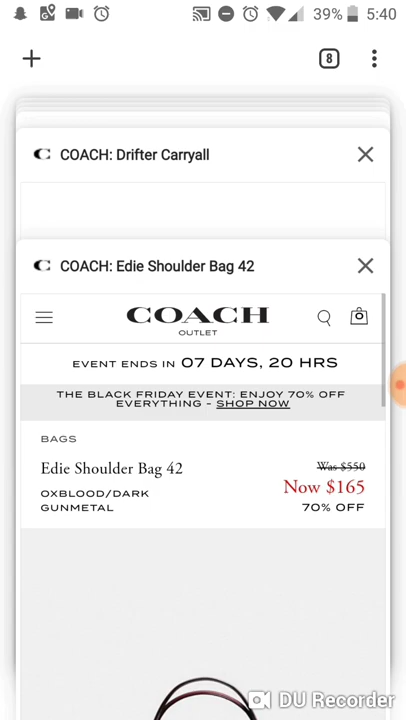 39% 5:40
8
COACH: Drifter Carryall
COACH: Edie Shoulder Bag 42
COACH
OUTLET
0
EVENT ENDS IN 07 DAYS, 20 HRS
THE BLACK FRIDAY EVENT: ENJOY 70% OFF
EVERYTHING – SHOP NOW
BAGS
Edie Shoulder Bag 42
Was $550
Now $165
OXBLOOD/DARK
GUNMETAL
70% OFF
DU Recorder